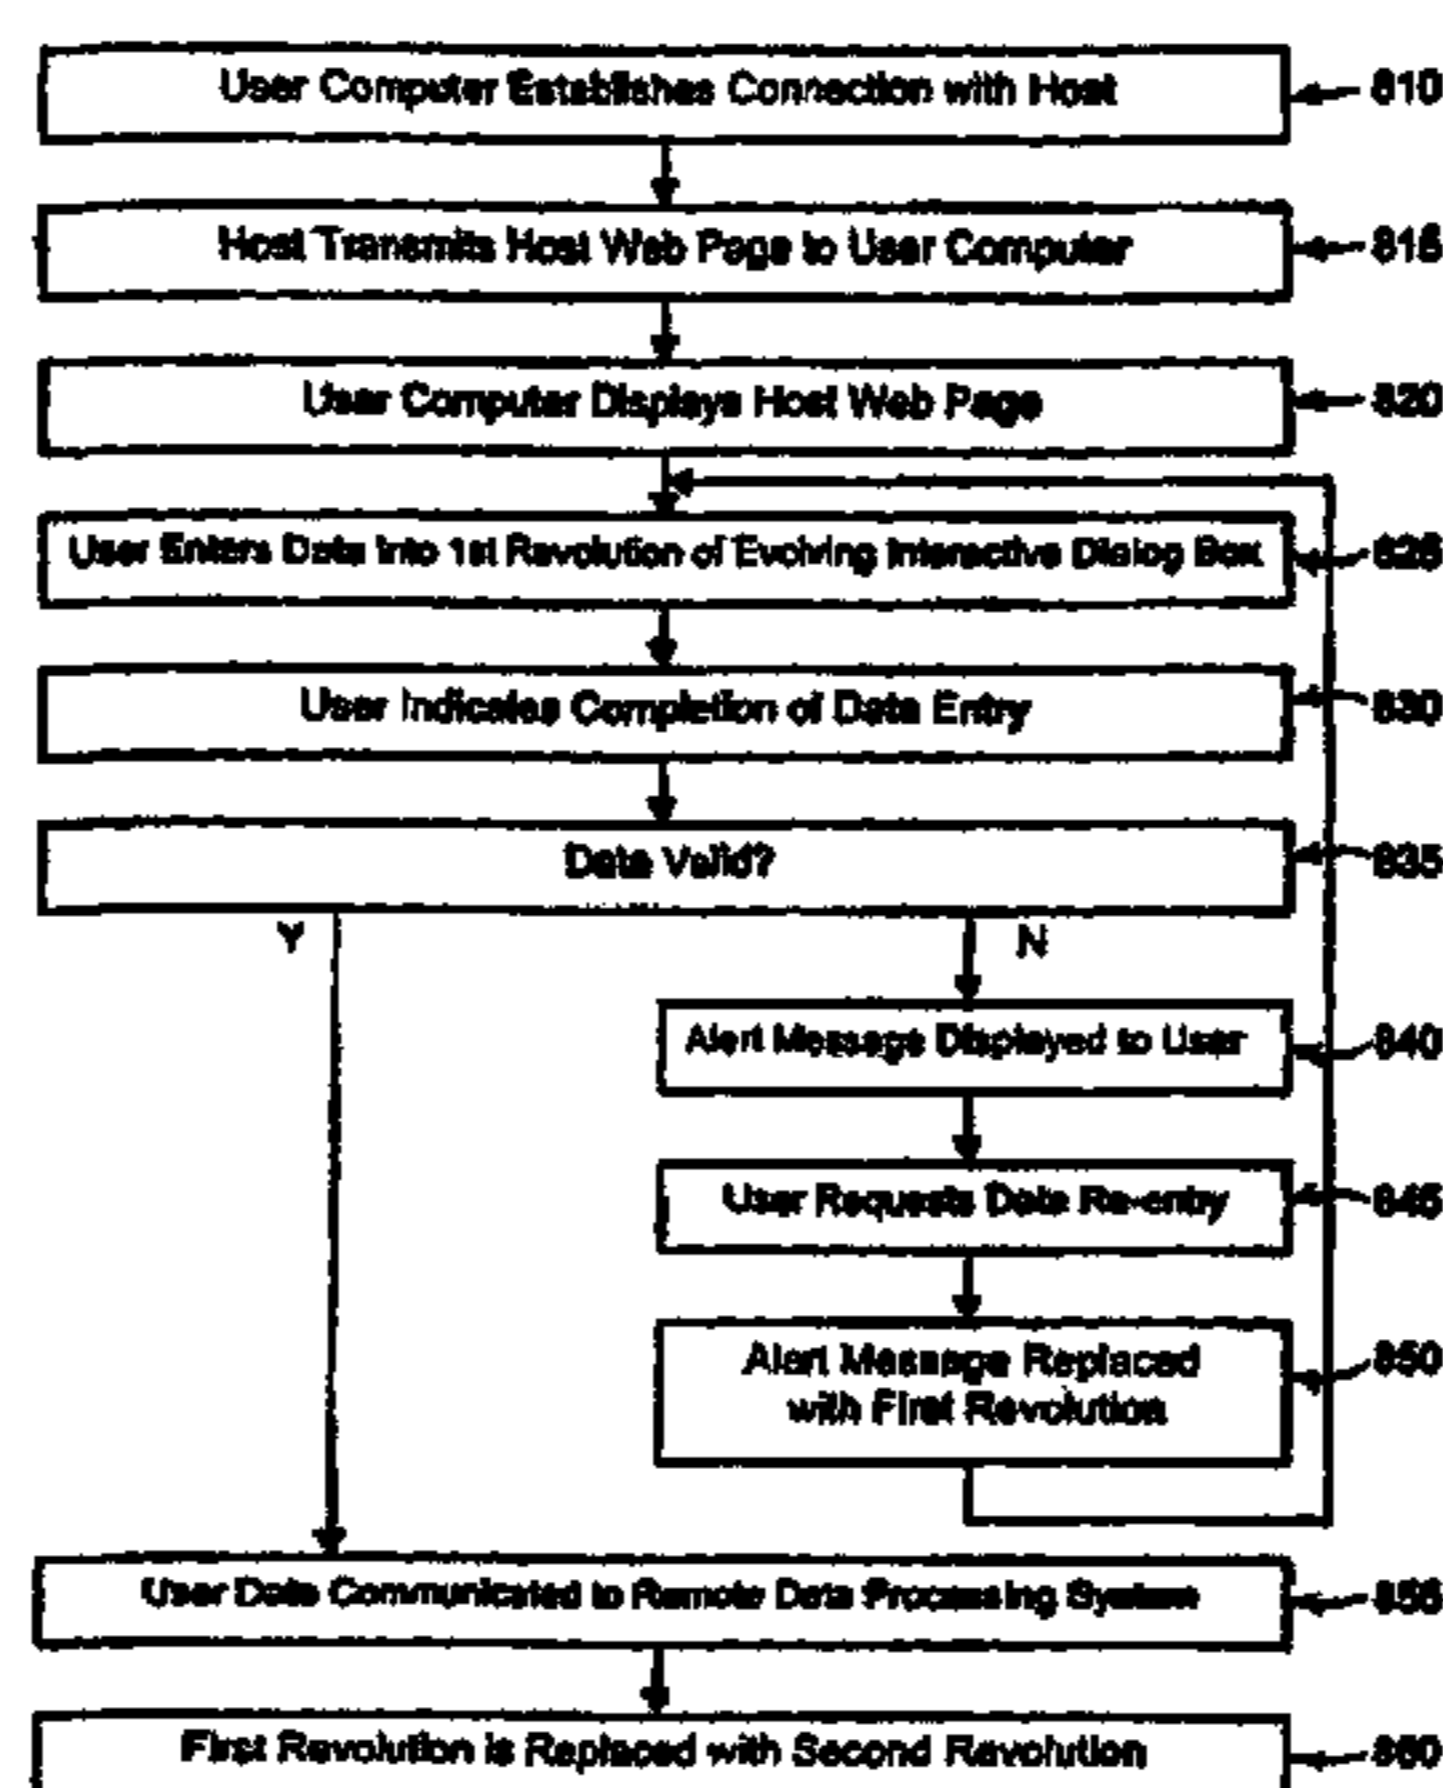 User Computer Establishes Connection with Host
810
Host Transmits Host Web Page to User Computer
815
User Computer Displays Host Web Page
820
User Enters Data Into 1st Revolution of Evolving Interactive Dialog Box
825
User Indicates Completion of Data Entry
830
Data Valid?
835
Y
N
Alert Message Displayed to User
840
User Requests Data Re-entry
845
Alert Message Replaced
with First Revolution
850
User Data Communicated to Remote Data Processing System
855
First Revolution is Replaced with Second Revolution
860